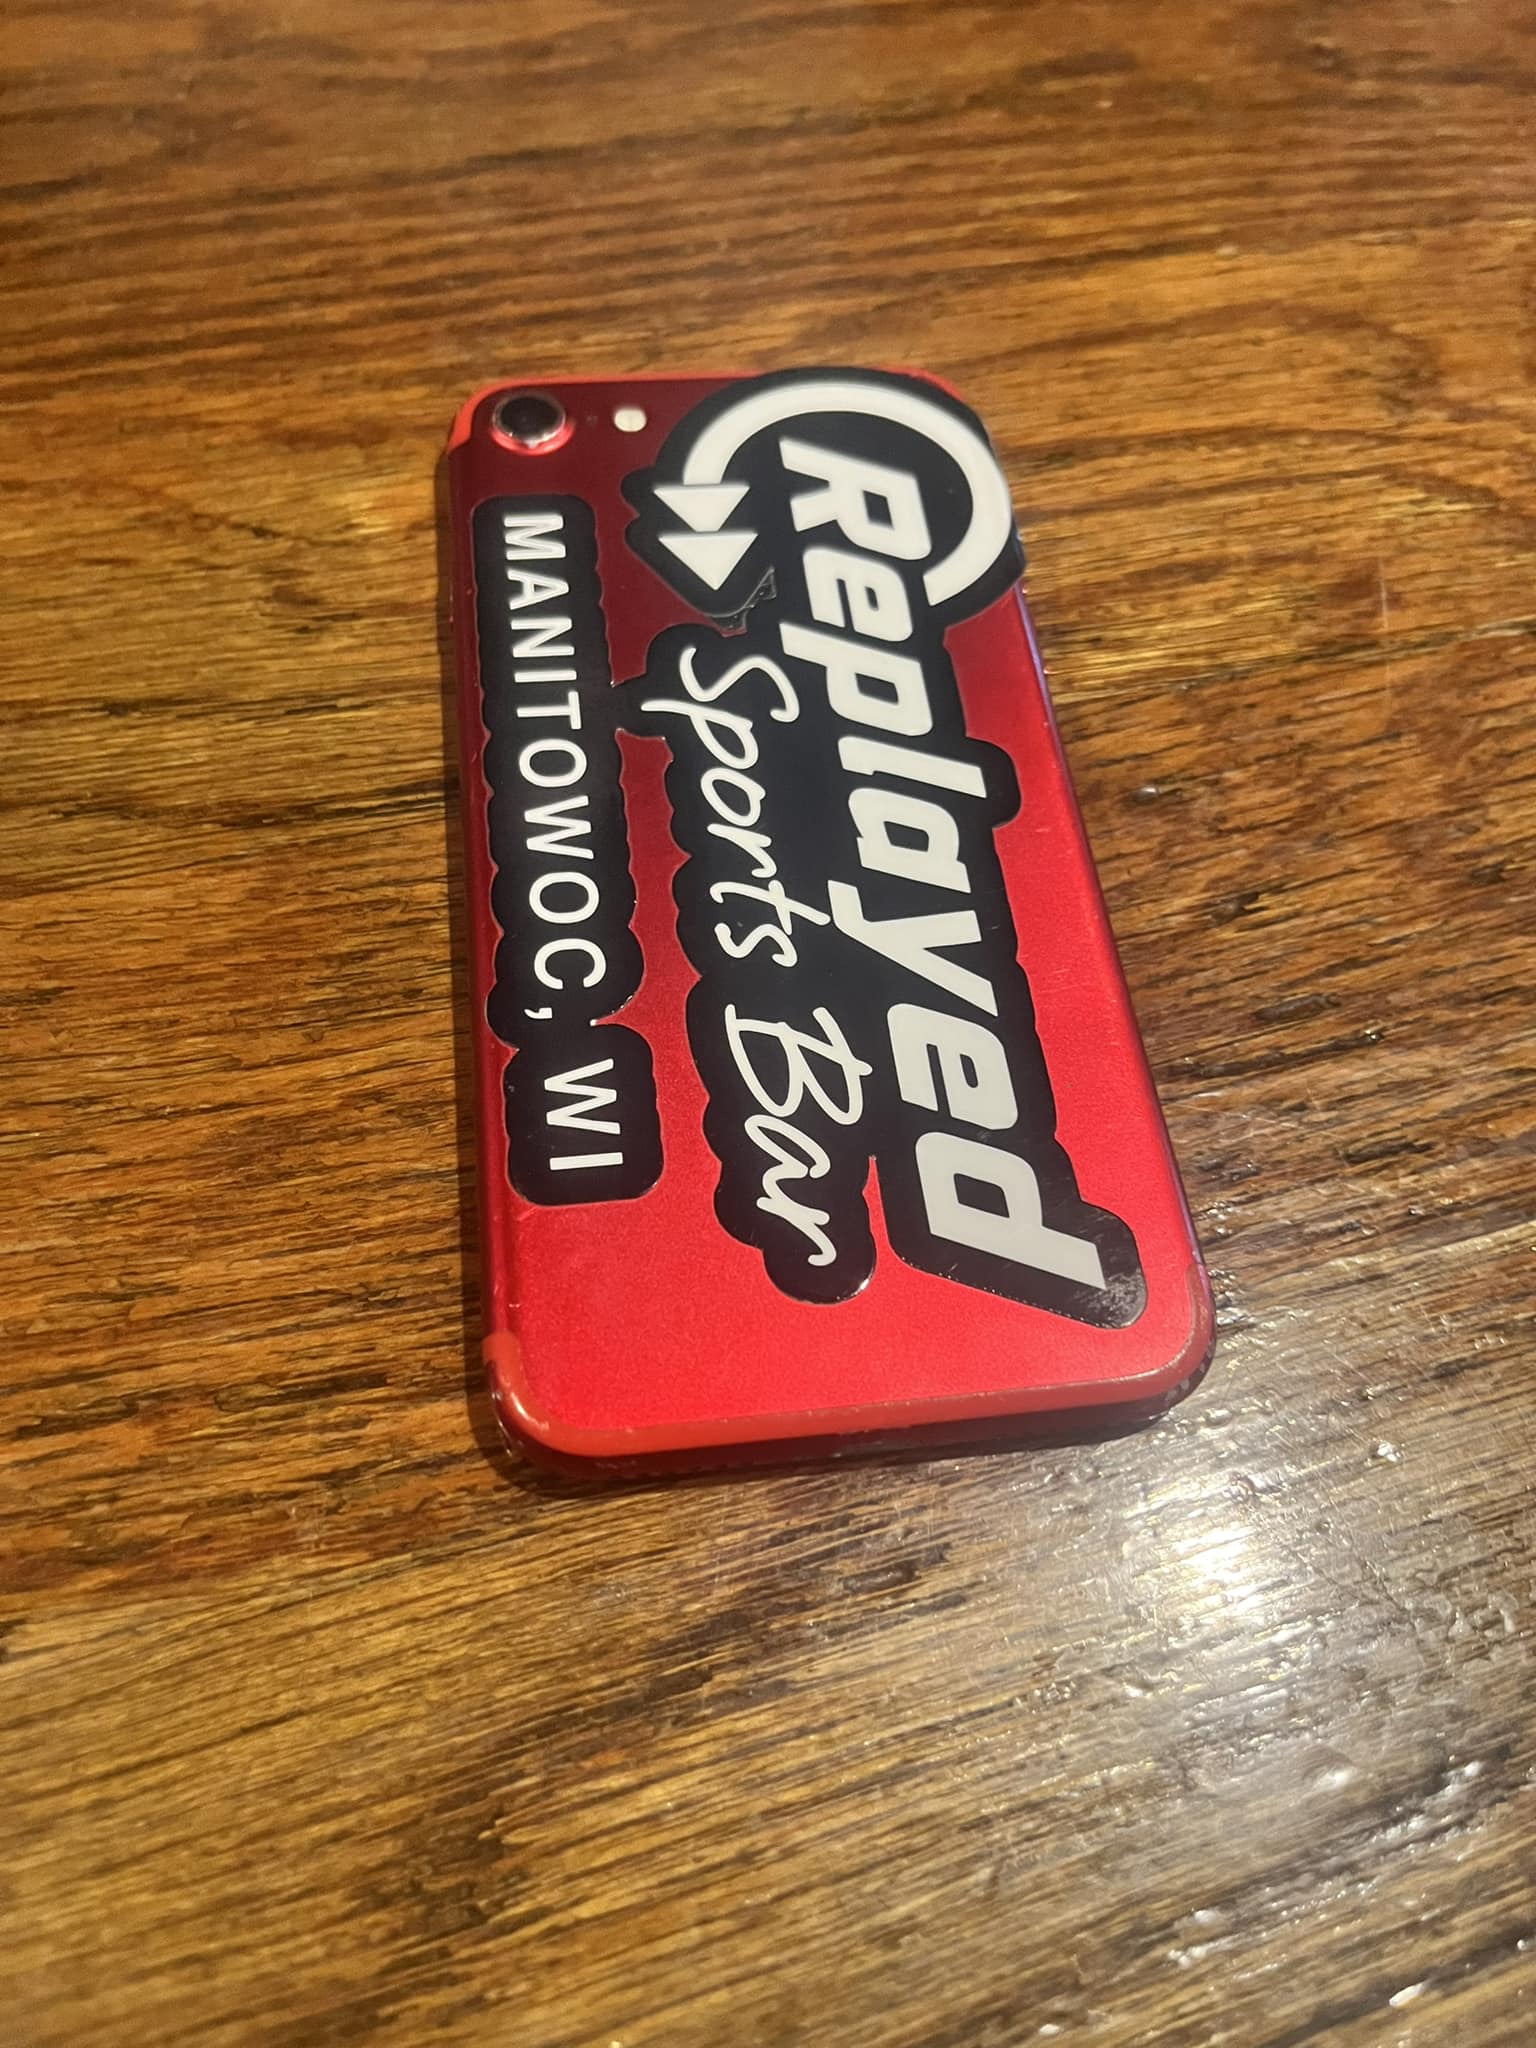 Replayed
Sports Bar
MANITOWOC, WI